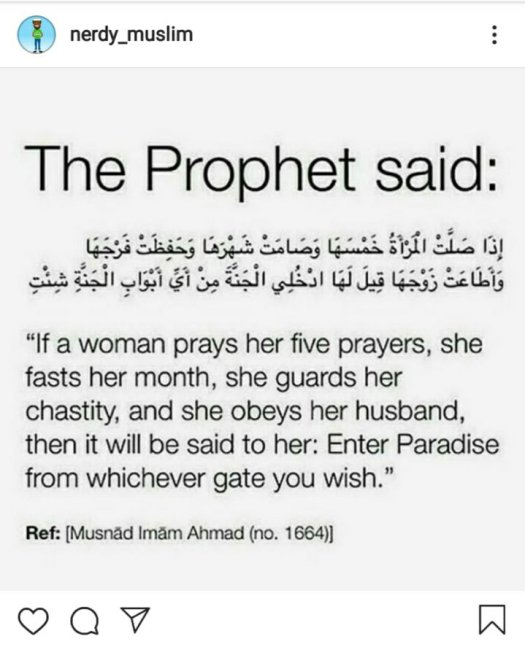 nerdy_muslim
The Prophet said:
إِذَا صَلَّتْ الْمَرْأَةُ خَمْسَهَا وَصَامَتْ شَهْرَهَا وَحَفِظَتْ فَرْجَهَا
وَأَطَاعَتْ زَوْجَهَا قِيلَ لَهَا ادْخُلِي الْجَنَّةَ مِنْ أَيِّ أَبْوَابِ الْجَنَّةِ شِئْتِ
“If a woman prays her five prayers, she
fasts her month, she guards her
chastity, and she obeys her husband,
then it will be said to her: Enter Paradise
from whichever gate you wish.”
Ref: [Musnād Imām Ahmad (no. 1664)]